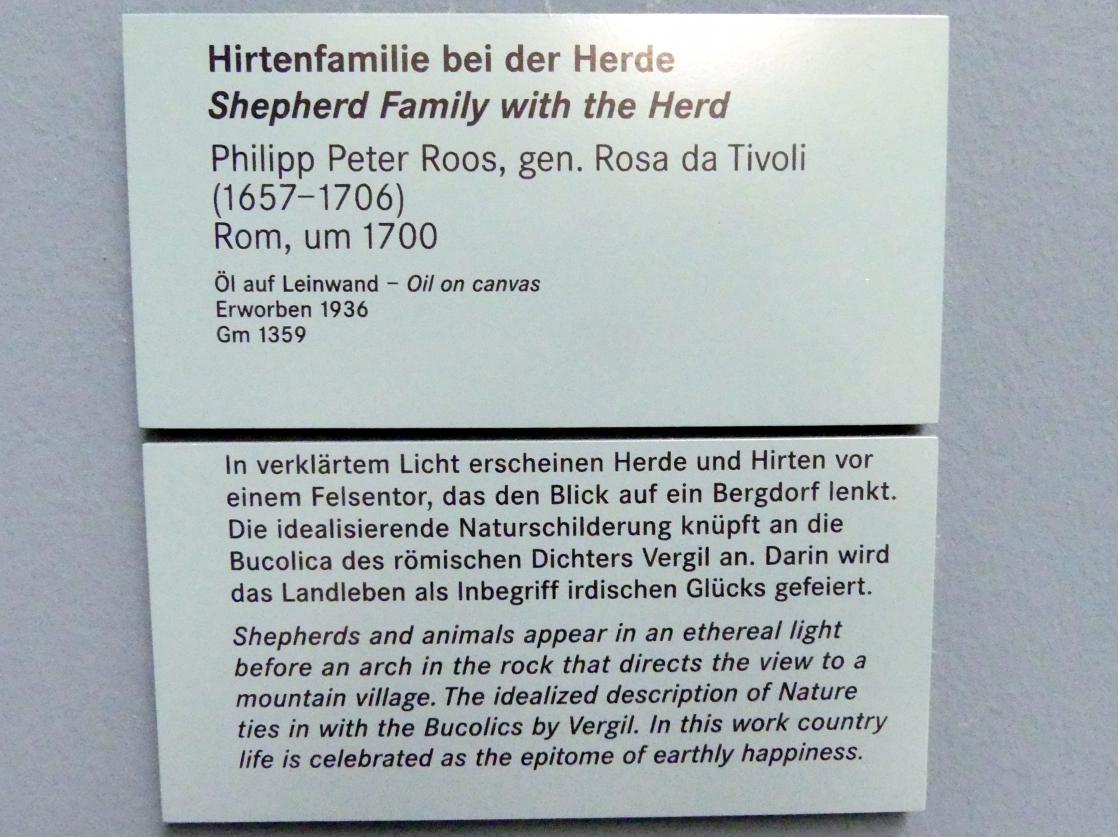 Hirtenfamilie bei der Herde
Shepherd Family with the Herd
Philipp Peter Roos, gen. Rosa da Tivoli
(1657–1706)
Rom, um 1700
Öl auf Leinwand – Oil on canvas
Erworben 1936
Gm 1359
In verklärtem Licht erscheinen Herde und Hirten vor
einem Felsentor, das den Blick auf ein Bergdorf lenkt.
Die idealisierende Naturschilderung knüpft an die
Bucolica des römischen Dichters Vergil an. Darin wird
das Landleben als Inbegriff irdischen Glücks gefeiert.
Shepherds and animals appear in an ethereal light
before an arch in the rock that directs the view to a
mountain village. The idealized description of Nature
ties in with the Bucolics by Vergil. In this work country
life is celebrated as the epitome of earthly happiness.